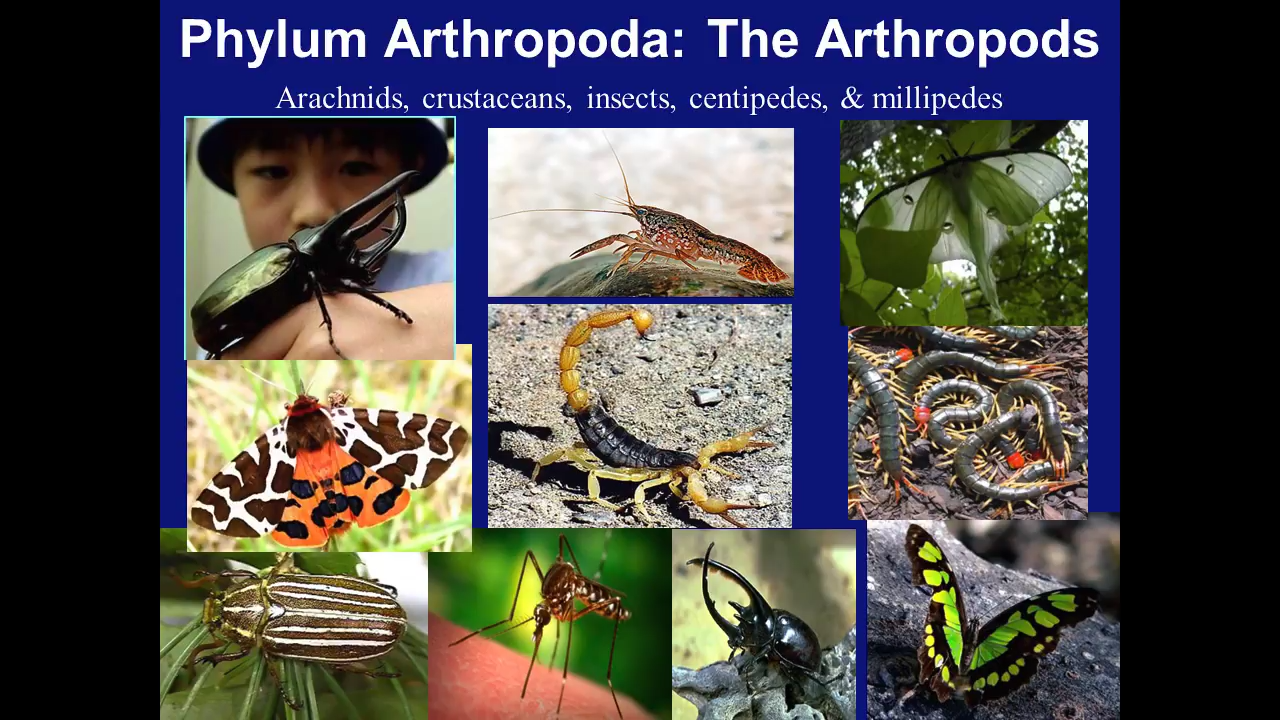 Phylum Arthropoda: The Arthropods
Arachnids, crustaceans, insects, centipedes, & millipedes